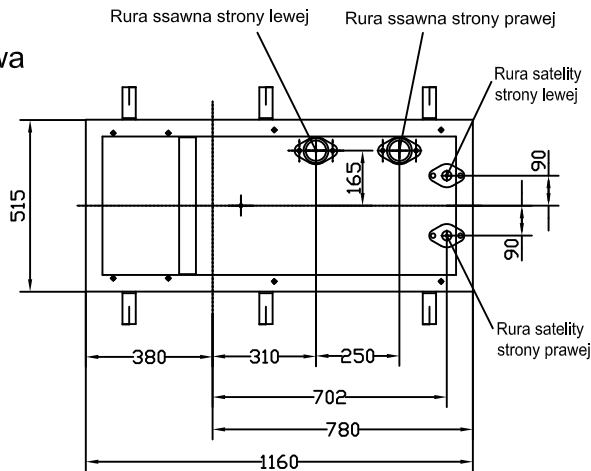 Rura ssawna strony lewej
Rura ssawna strony prawej
wa
Rura satelity
strony lewej
515
165
90
90
Rura satelity
strony prawej
380
310
250
702
780
1160